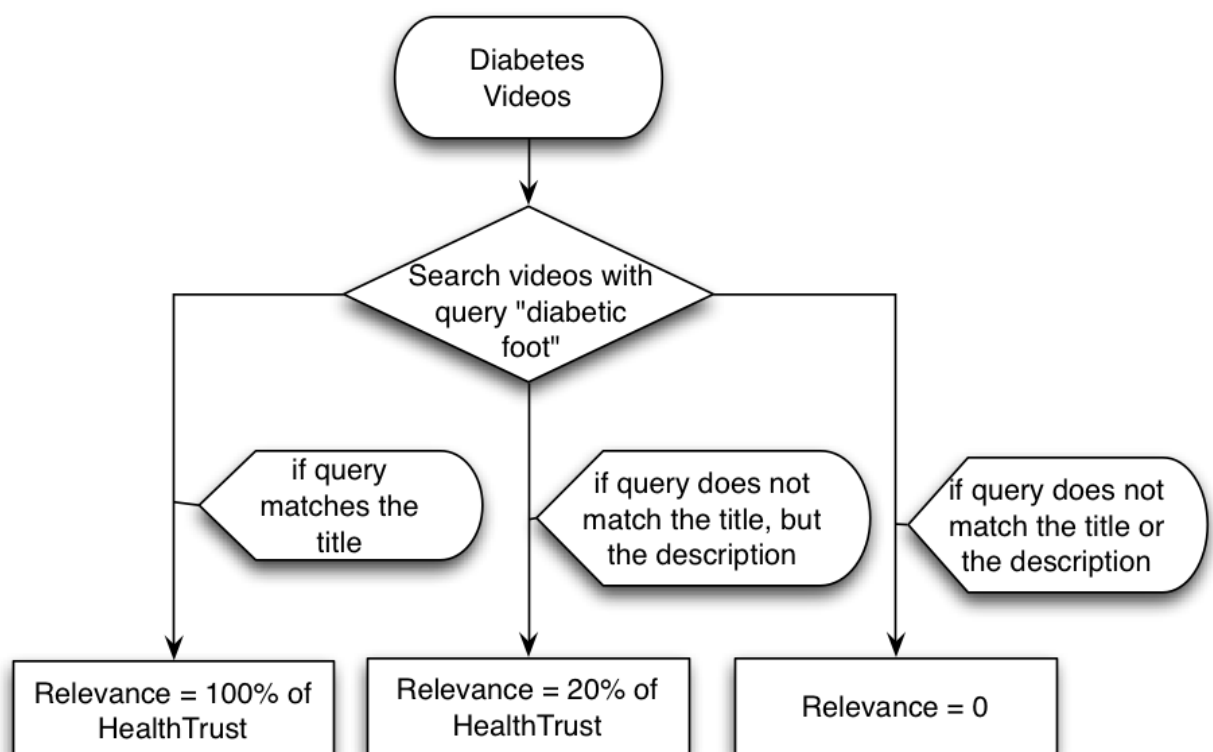 Diabetes
Videos
Search videos with
query "diabetic
foot"
if query
matches the
title
if query does not
match the title, but
the description
if query does not
match the title or
the description
Relevance = 100% of
HealthTrust
Relevance = 20% of
HealthTrust
Relevance = 0